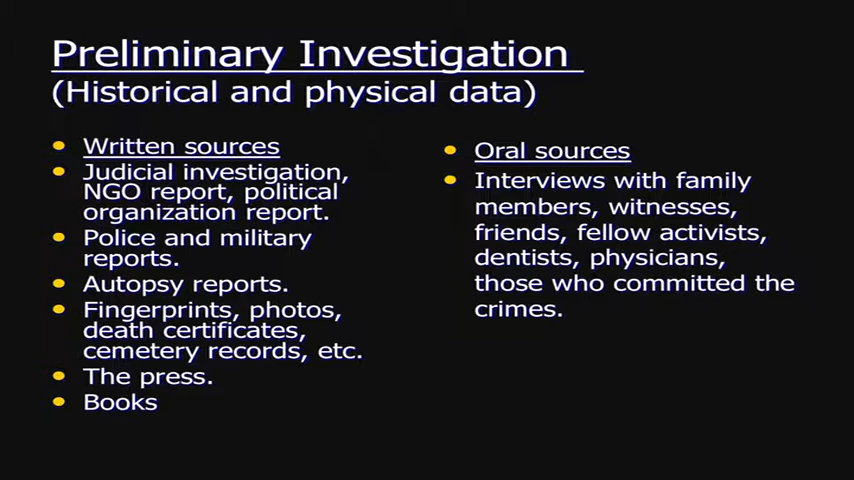 Preliminary Investigation
(Historical and physical data)
Written sources
Judicial investigation,
NGO report, political
organization report.
Police and military
reports.
Autopsy reports.
Fingerprints, photos,
death certificates,
cemetery records, etc.
The press.
Books
Oral sources
Interviews with family
members, witnesses,
friends, fellow activists,
dentists, physicians,
those who committed the
crimes.